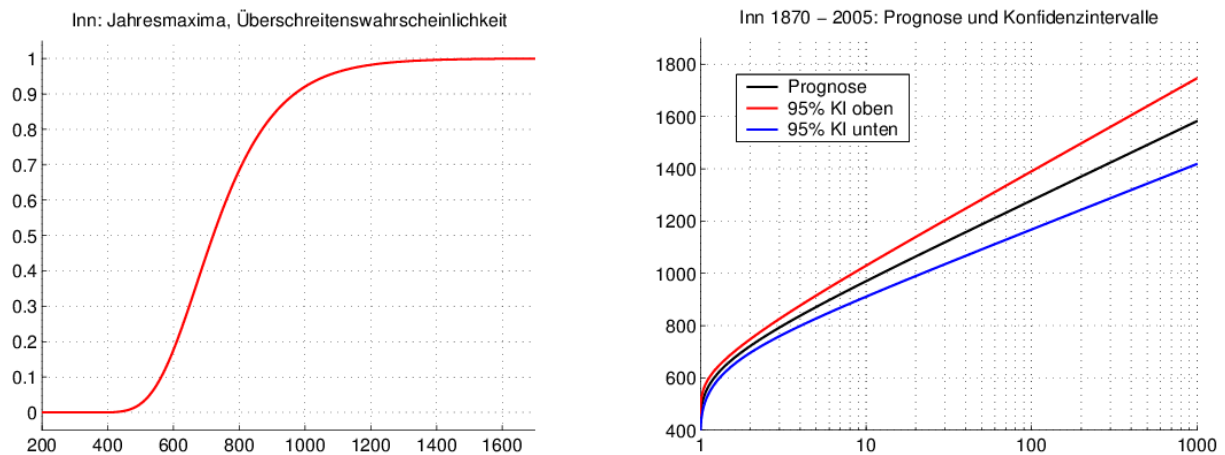 Inn: Jahresmaxima, Überschreitenswahrscheinlichkeit
1
0.9
0.8
0.7
0.6
0.5
0.4
0.3
0.2
0.1
0
200 400 600 800 1000 1200 1400 1600
Inn 1870 – 2005: Prognose und Konfidenzintervalle
1800
1600
1400
1200
1000
800
600
400
Prognose
95% KI oben
95% KI unten
1 10 100 1000